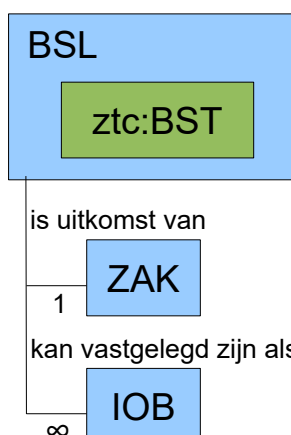 BSL
ztc:BST
is uitkomst van
ZAK
1
kan vastgelegd zijn als
IOB
∞